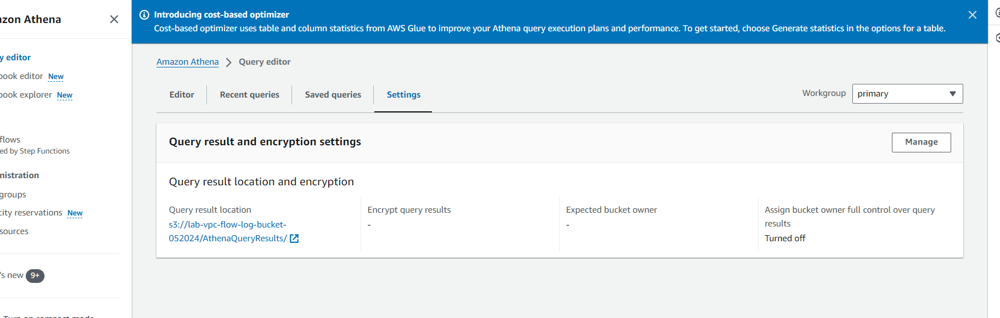 zon Athena
Introducing cost-based optimizer
Cost-based optimizer uses table and column statistics from AWS Glue to improve your Athena query execution plans and performance. To get started, choose Generate statistics in the options for a table.
y editor
book editor New
book explorer New
flows
ed by Step Functions
nistration
groups
city reservations New
sources
's new 9+
Amazon Athena > Query editor
Editor
Recent queries
Saved queries
Settings
Workgroup
primary
Query result and encryption settings
Manage
Query result location and encryption
Query result location
s3://lab-vpc-flow-log-bucket-
052024/AthenaQueryResults/
Encrypt query results
-
Expected bucket owner
-
Assign bucket owner full control over query
results
Turned off